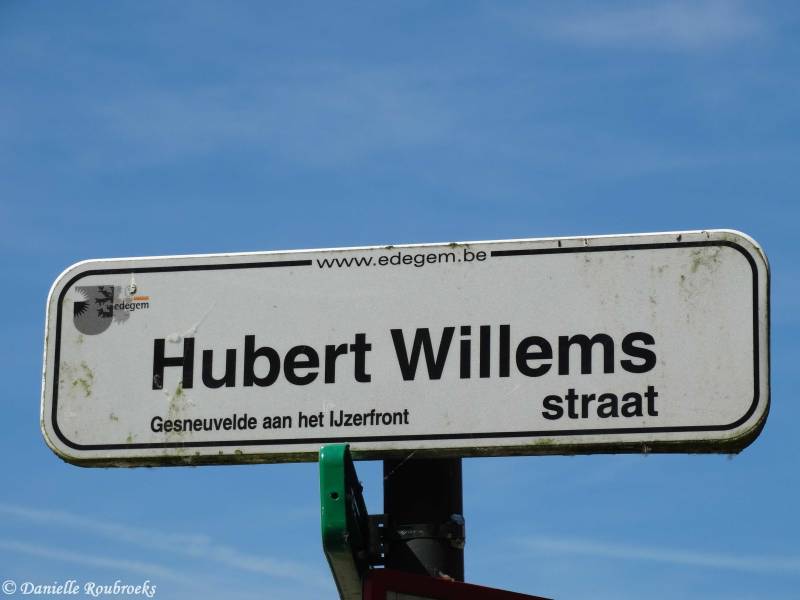 www.edegem.be
edegem
Hubert Willems
straat
Gesneuvelde aan het IJzerfront
© Danielle Roubroeks